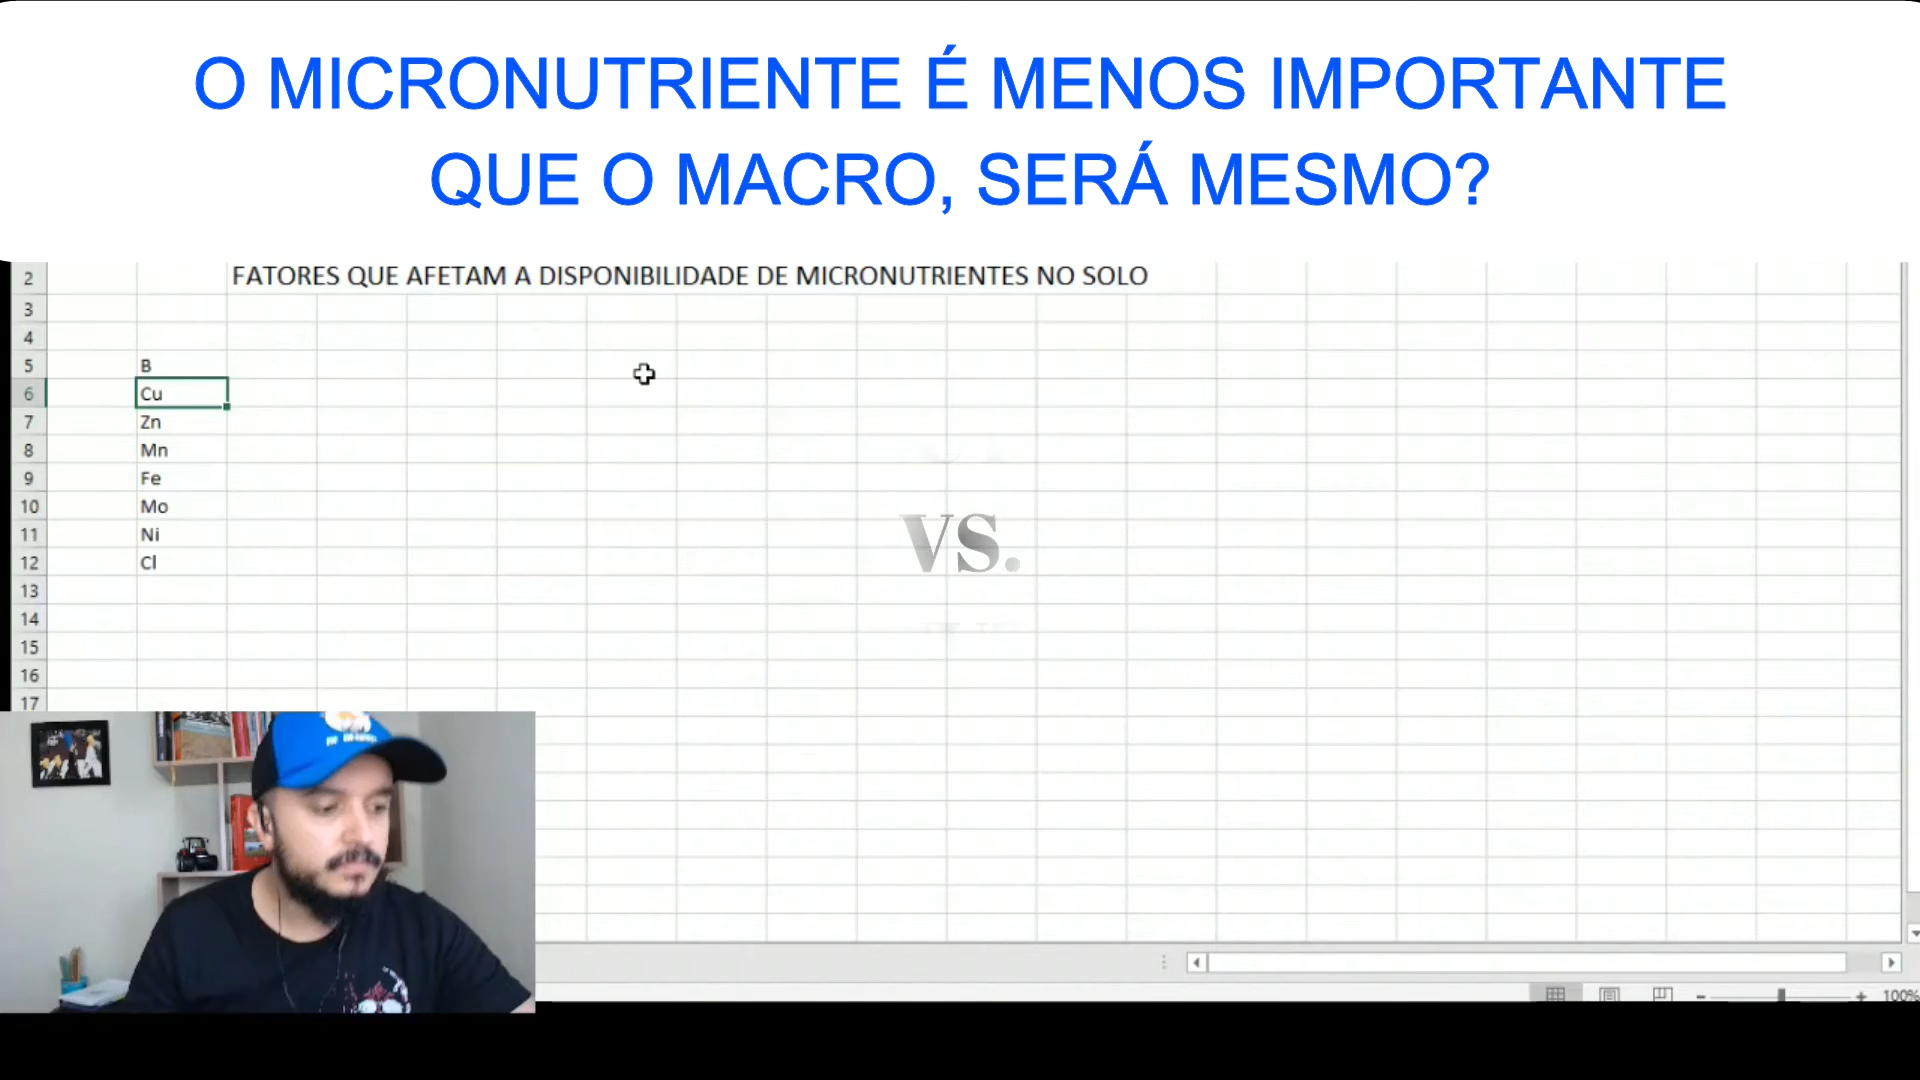 O MICRONUTRIENTE É MENOS IMPORTANTE
QUE O MACRO, SERÁ MESMO?
2 FATORES QUE AFETAM A DISPONIBILIDADE DE MICRONUTRIENTES NO SOLO
3
4
5 B
6 Cu
7 Zn
8 Mn
9 Fe
10 Mo
11 Ni
12 Cl
13
14
15
16
17
VS.
100%